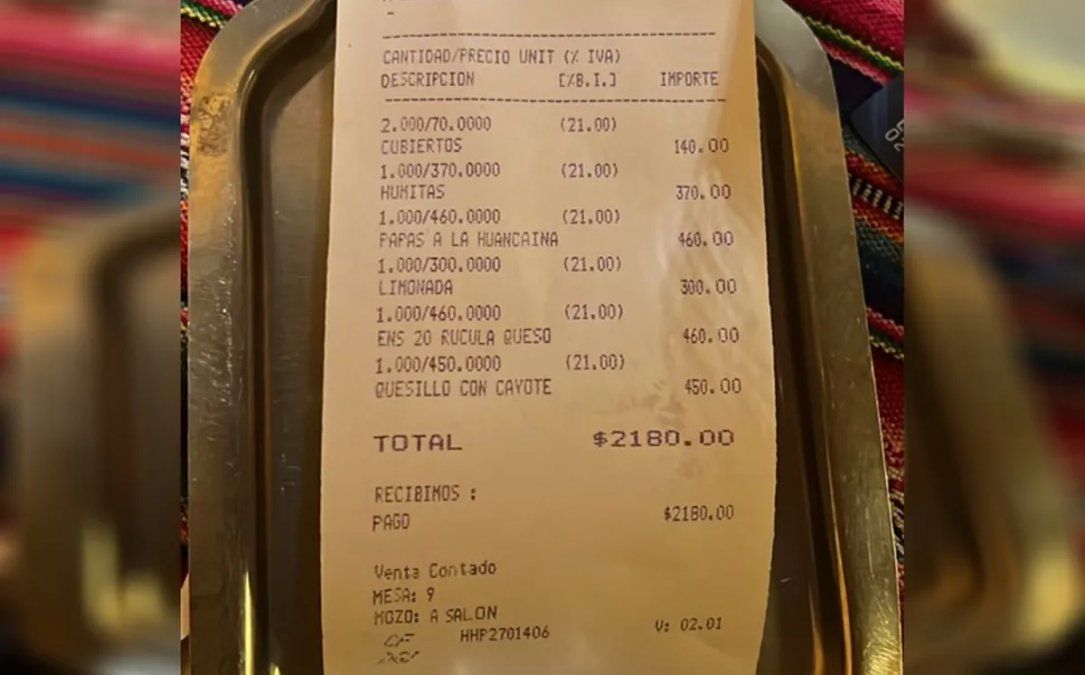 CANTIDAD/PRECIO UNIT (% IVA)
DESCRIPCION [%B.I.] IMPORTE
2.000/70.0000 (21.00)
CUBIERTOS 140.00
1.000/370.0000 (21.00)
HUMITAS 370.00
1.000/460.0000 (21.00)
PAPAS A LA HUANCAINA 460.00
1.000/300.0000 (21.00)
LIMONADA 300.00
1.000/460.0000 (21.00)
ENS 20 RUCULA QUESO 460.00
1.000/450.0000 (21.00)
QUESILLO CON CAYOTE 450.00
TOTAL $2180.00
RECIBIMOS :
PAGO $2180.00
Venta Contado
MESA: 9
MOZO: A SALON
HHP2701406 V: 02.01